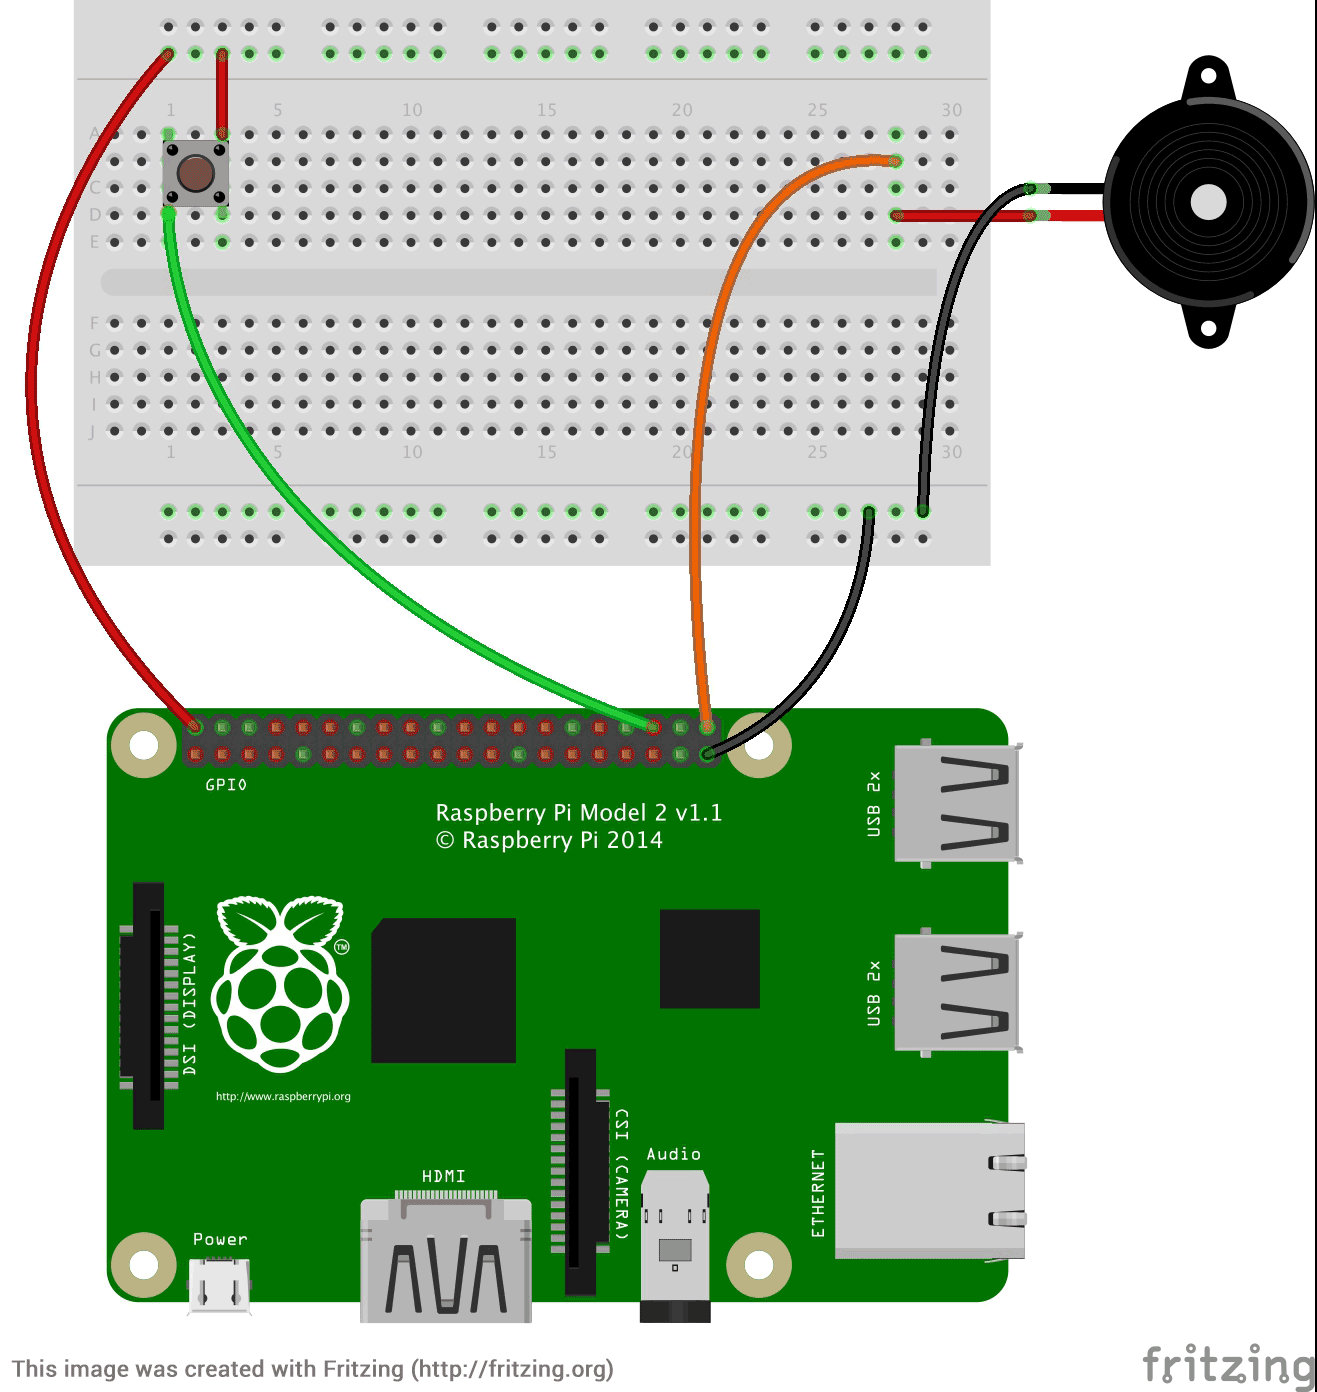 1 5 10 15 20 25 30
A
C
D
E
F
G
H
I
J
1 5 10 15 20 25 30
GPIO
Raspberry Pi Model 2 v1.1
© Raspberry Pi 2014
USB 2x
DSI (DISPLAY)
TM
USB 2x
http://www.raspberrypi.org
CSI (CAMERA)
Audio
ETHERNET
HDMI
Power
This image was created with Fritzing (http://fritzing.org)
fritzing